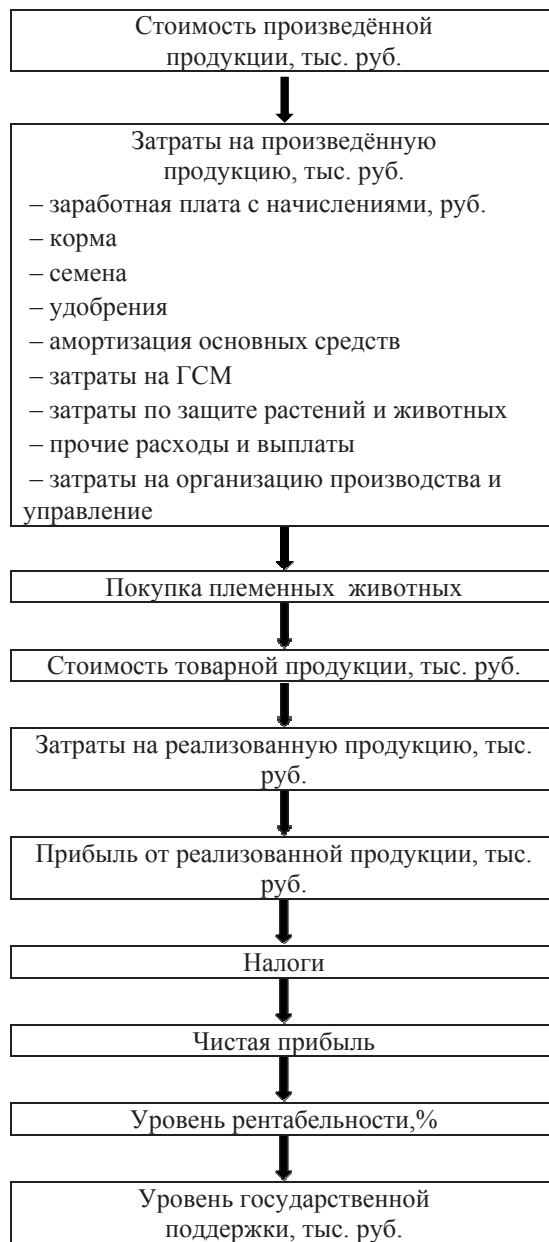 Стоимость произведённой
продукции, тыс. руб.
Затраты на произведённую
продукцию, тыс. руб.
– заработная плата с начислениями, руб.
– корма
– семена
– удобрения
– амортизация основных средств
– затраты на ГСМ
– затраты по защите растений и животных
– прочие расходы и выплаты
– затраты на организацию производства и
управление
Покупка племенных животных
Стоимость товарной продукции, тыс. руб.
Затраты на реализованную продукцию, тыс.
руб.
Прибыль от реализованной продукции, тыс.
руб.
Налоги
Чистая прибыль
Уровень рентабельности,%
Уровень государственной
поддержки, тыс. руб.